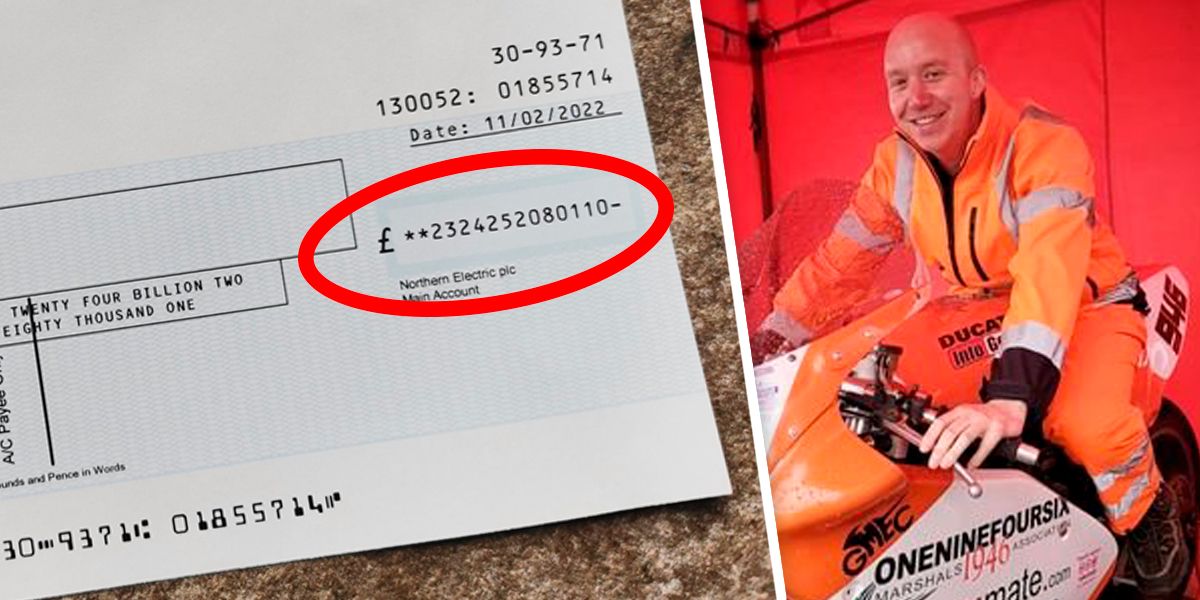 30-93-71
130052: 01855714
Date: 11/02/2022
£ **2324252080110-
Northern Electric plc
Main Account
TWENTY FOUR BILLION TWO
EIGHTY THOUSAND ONE
A/C Payee Only
and Pence in Words
30 9371 01855714
DUCATI
946
GMEC
ONENINEFOURSIX
MARSHALS 1946 ASSOCIATION
mate.com